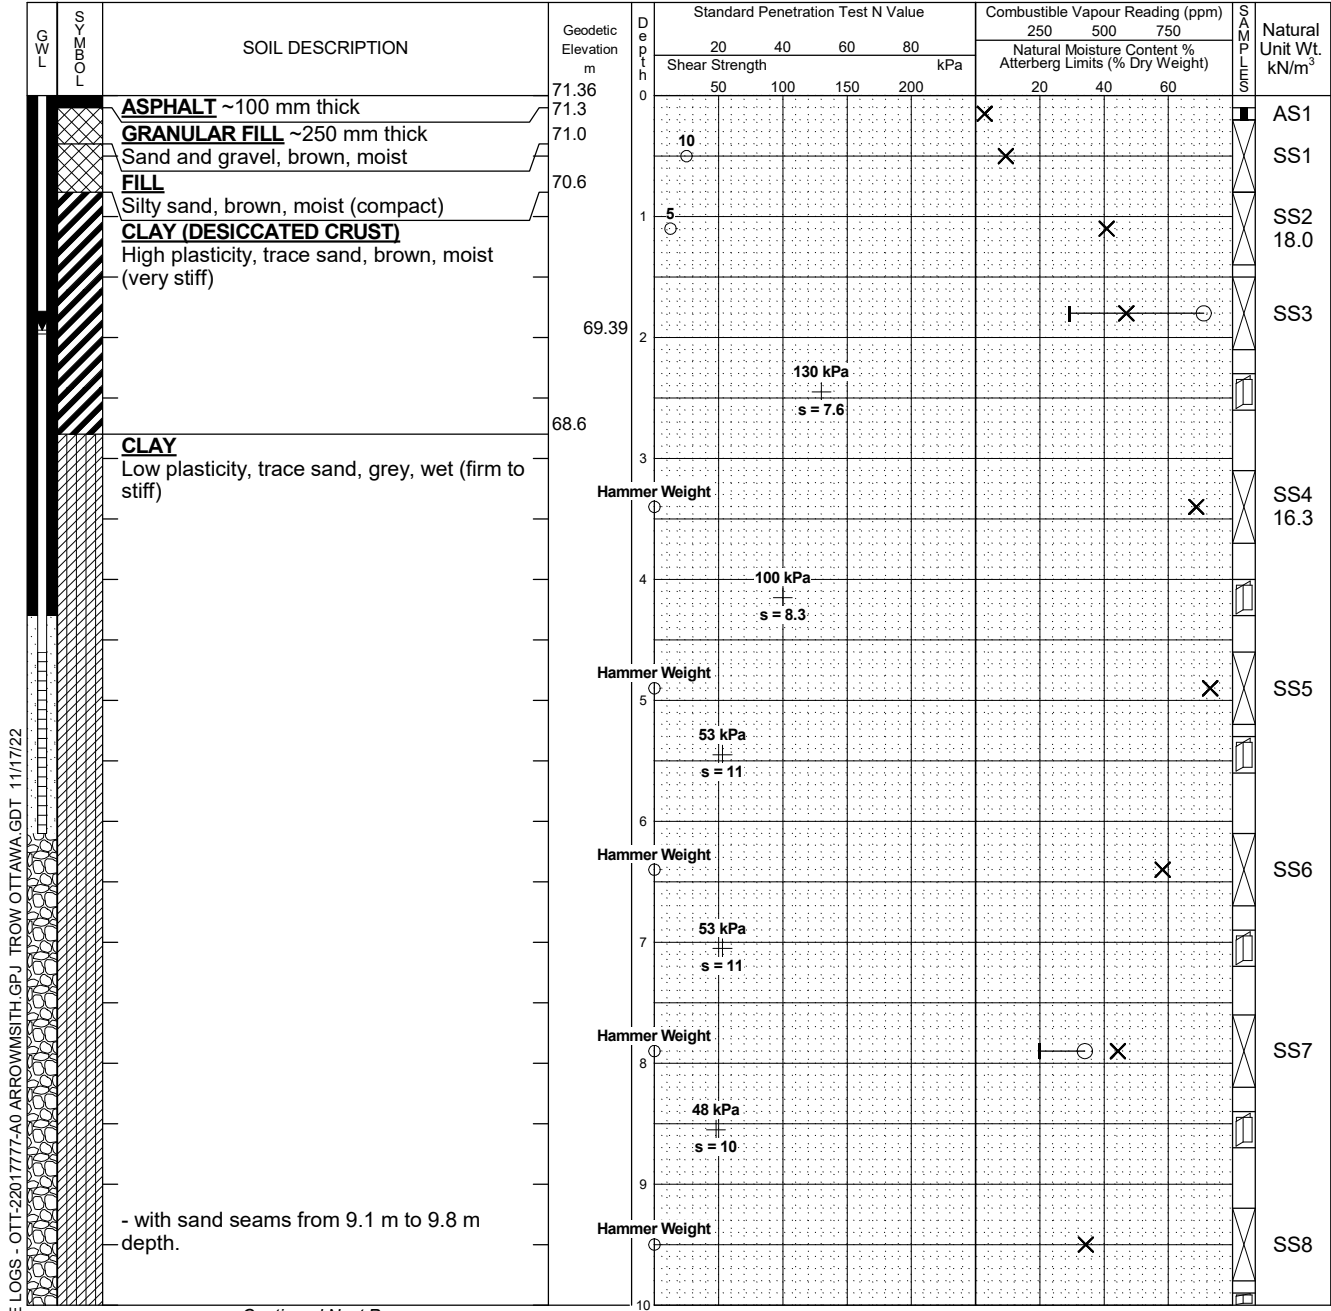 GWL
SYMBOL
SOIL DESCRIPTION
Geodetic
Elevation
m
71.36
Depth
Standard Penetration Test N Value
20 40 60 80
Shear Strength kPa
50 100 150 200
Combustible Vapour Reading (ppm)
250 500 750
Natural Moisture Content %
Atterberg Limits (% Dry Weight)
20 40 60
SAMPLES
Natural
Unit Wt.
kN/m³
0
ASPHALT ~100 mm thick
71.3
AS1
GRANULAR FILL ~250 mm thick
71.0
Sand and gravel, brown, moist
10
SS1
FILL
70.6
Silty sand, brown, moist (compact)
1
5
SS2
18.0
CLAY (DESICCATED CRUST)
High plasticity, trace sand, brown, moist
(very stiff)
SS3
69.39
2
130 kPa
s = 7.6
68.6
CLAY
Low plasticity, trace sand, grey, wet (firm to
stiff)
3
Hammer Weight
SS4
16.3
4
100 kPa
s = 8.3
Hammer Weight
SS5
5
53 kPa
s = 11
6
Hammer Weight
SS6
7
53 kPa
s = 11
Hammer Weight
SS7
8
48 kPa
s = 10
9
- with sand seams from 9.1 m to 9.8 m
depth.
Hammer Weight
SS8
10
LOGS - OTT-22017777-A0 ARROWMSITH.GPJ TROW OTTAWA.GDT 11/17/22